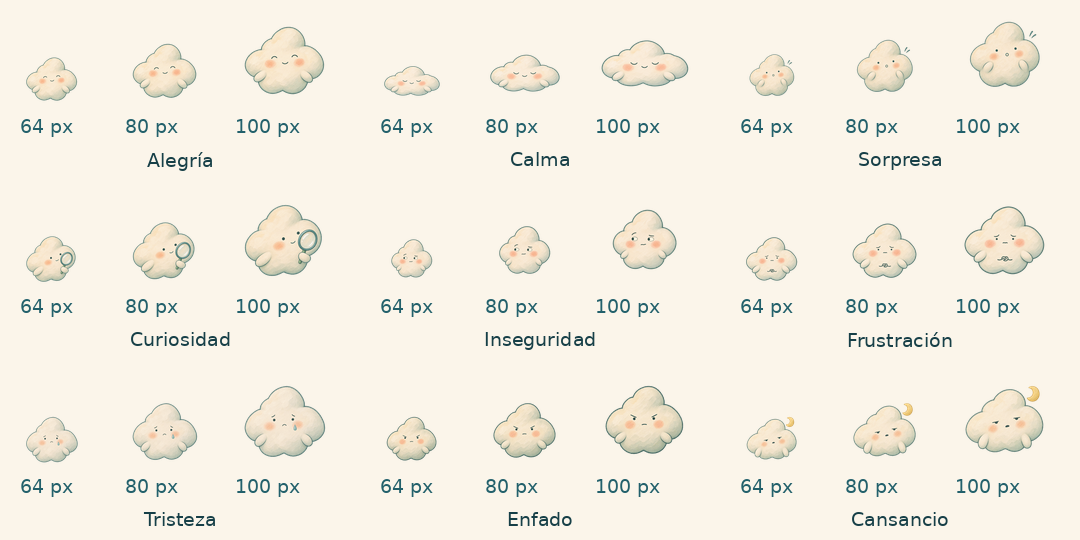 64 px 80 px 100 px 64 px 80 px 100 px 64 px 80 px 100 px
Alegría Calma Sorpresa
64 px 80 px 100 px 64 px 80 px 100 px 64 px 80 px 100 px
Curiosidad Inseguridad Frustración
64 px 80 px 100 px 64 px 80 px 100 px 64 px 80 px 100 px
Tristeza Enfado Cansancio